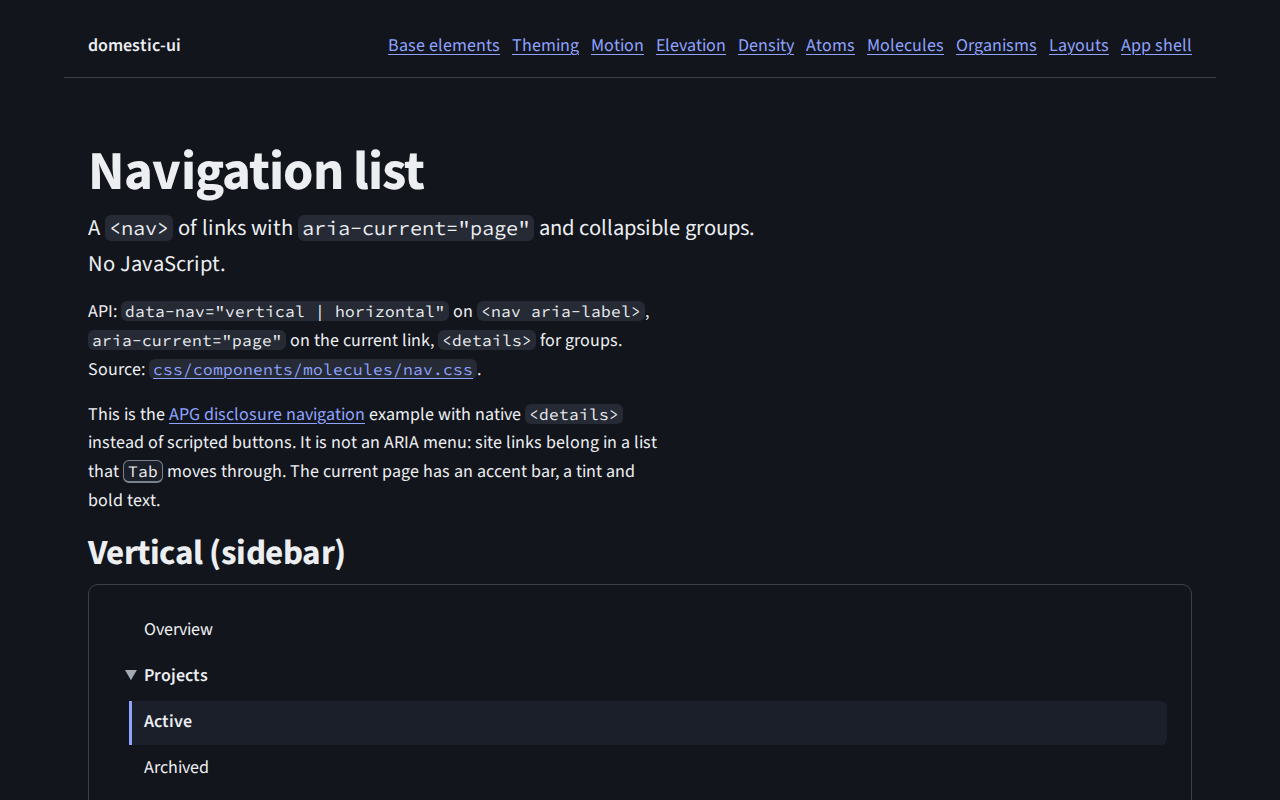 domestic-ui Base elements Theming Motion Elevation Density Atoms Molecules Organisms Layouts App shell
Navigation list
A <nav> of links with aria-current="page" and collapsible groups.
No JavaScript.
API: data-nav="vertical | horizontal" on <nav aria-label>,
aria-current="page" on the current link, <details> for groups.
Source: css/components/molecules/nav.css.
This is the APG disclosure navigation example with native <details>
instead of scripted buttons. It is not an ARIA menu: site links belong in a list
that Tab moves through. The current page has an accent bar, a tint and
bold text.
Vertical (sidebar)
Overview
Projects
Active
Archived